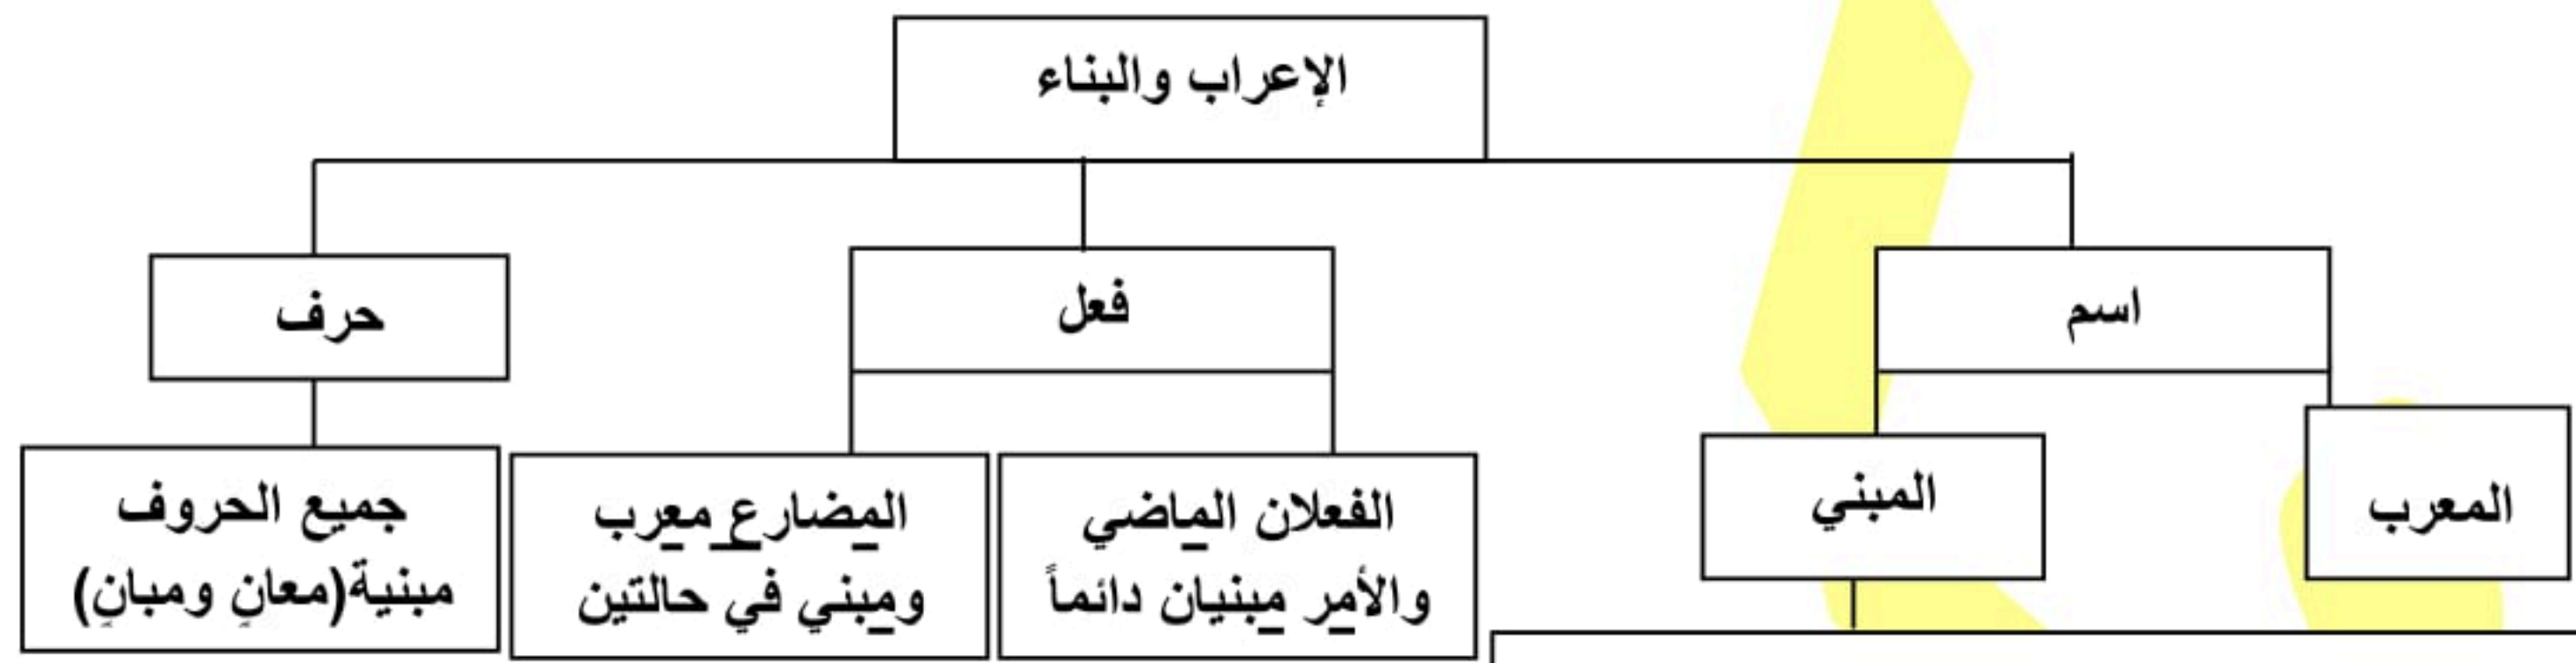 الإعراب والبناء
اسم
فعل
حرف
المعرب
المبني
الفعلان الماضي
والأمر مبنيان دائماً
المضارع معرب
ومبني في حالتين
جميع الحروف
مبنية(معانٍ ومبانٍ)